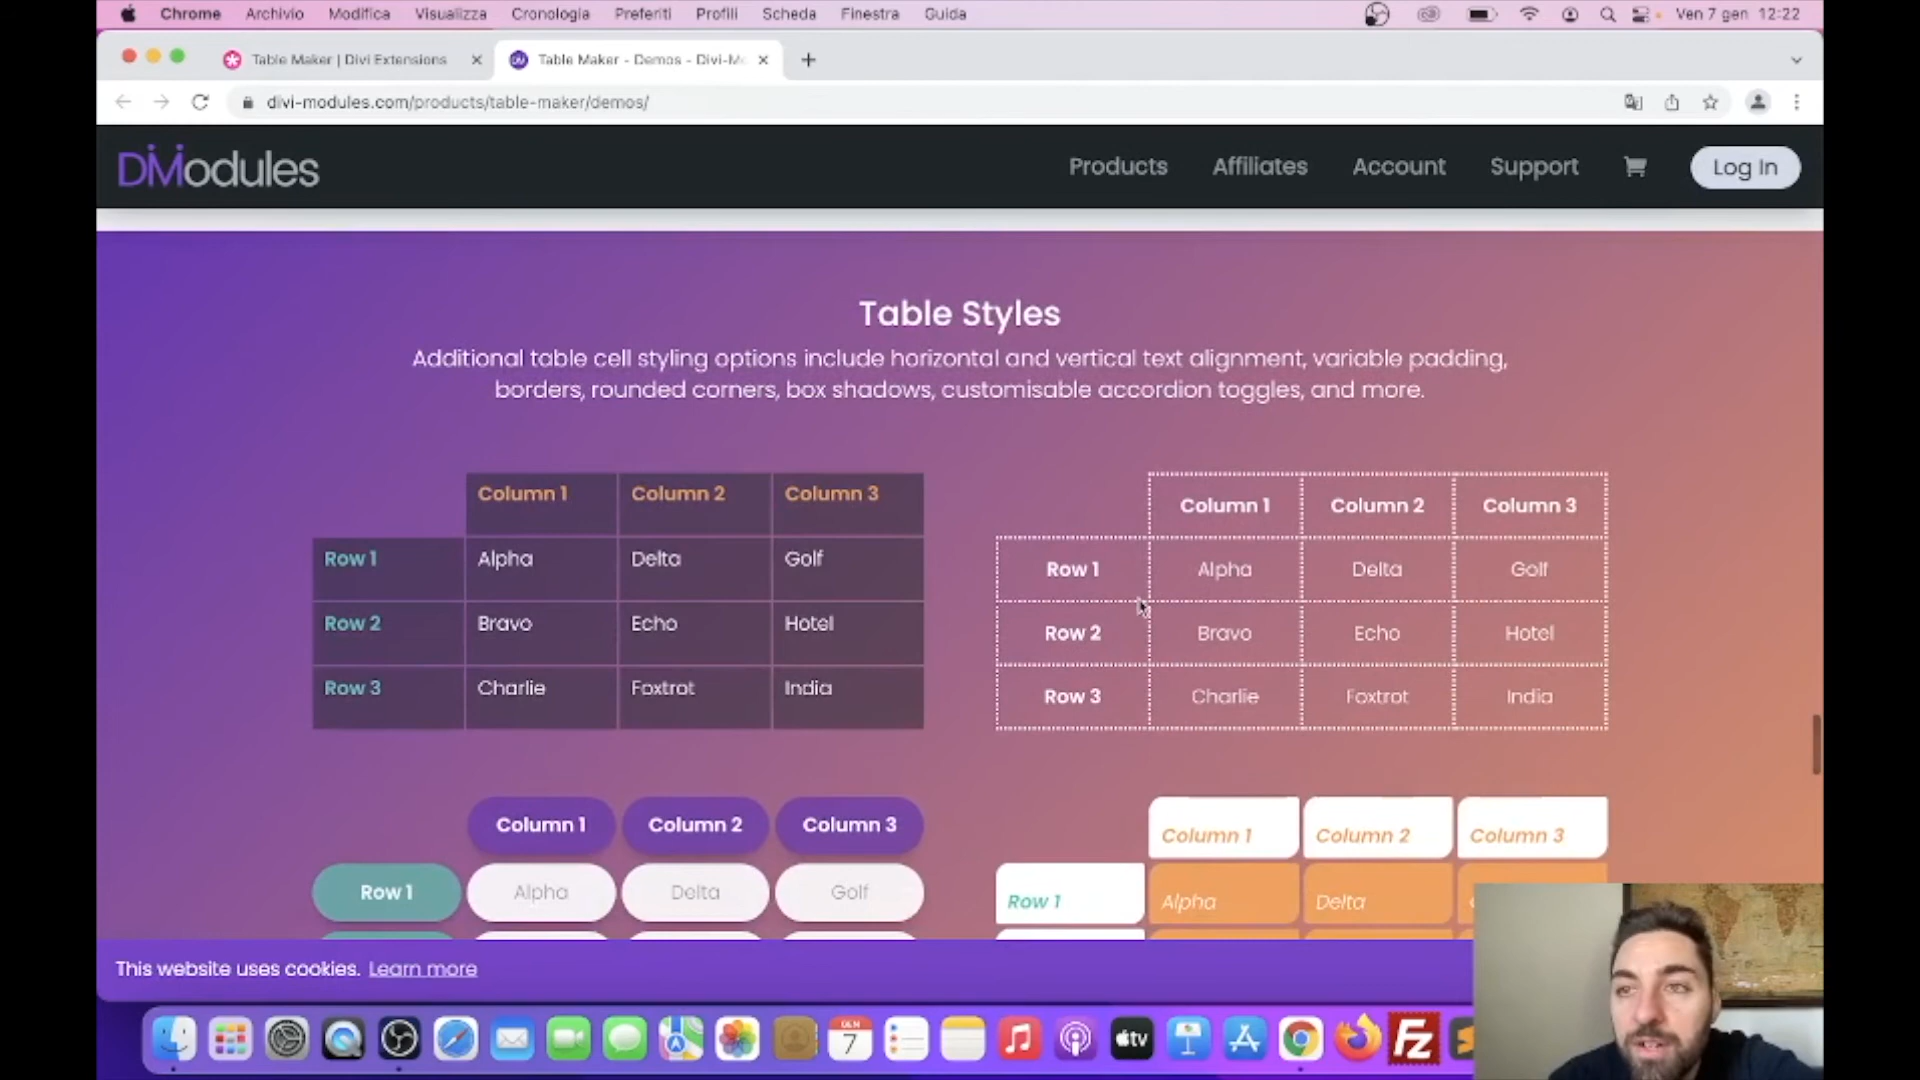 Chrome Archivio Modifica Visualizza Cronologia Preferiti Profili Scheda Finestra Guida Ven 7 gen 12:22
Table Maker | Divi Extensions
Table Maker - Demos - Divi-Mo
divi-modules.com/products/table-maker/demos/
DiModules
Products Affiliates Account Support Log In
Table Styles
Additional table cell styling options include horizontal and vertical text alignment, variable padding,
borders, rounded corners, box shadows, customisable accordion toggles, and more.
Column 1 Column 2 Column 3
Row 1 Alpha Delta Golf
Row 2 Bravo Echo Hotel
Row 3 Charlie Foxtrot India
Column 1 Column 2 Column 3
Row 1 Alpha Delta Golf
Row 2 Bravo Echo Hotel
Row 3 Charlie Foxtrot India
Column 1 Column 2 Column 3
Row 1 Alpha Delta Golf
Column 1 Column 2 Column 3
Row 1 Alpha Delta
This website uses cookies. Learn more
GEN
7
tv
FZ